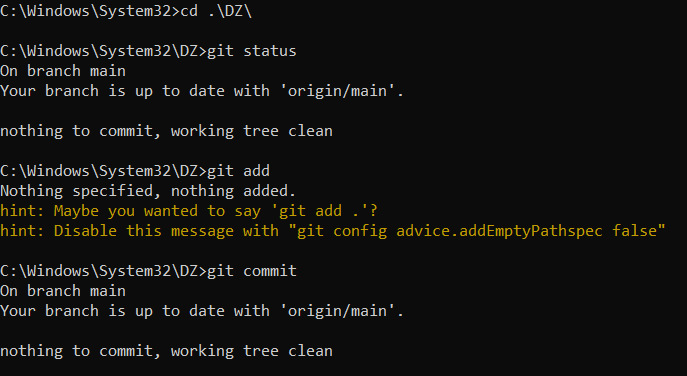 C:\Windows\System32>cd .\DZ\
C:\Windows\System32\DZ>git status
On branch main
Your branch is up to date with 'origin/main'.
nothing to commit, working tree clean
C:\Windows\System32\DZ>git add
Nothing specified, nothing added.
hint: Maybe you wanted to say 'git add .'?
hint: Disable this message with "git config advice.addEmptyPathspec false"
C:\Windows\System32\DZ>git commit
On branch main
Your branch is up to date with 'origin/main'.
nothing to commit, working tree clean